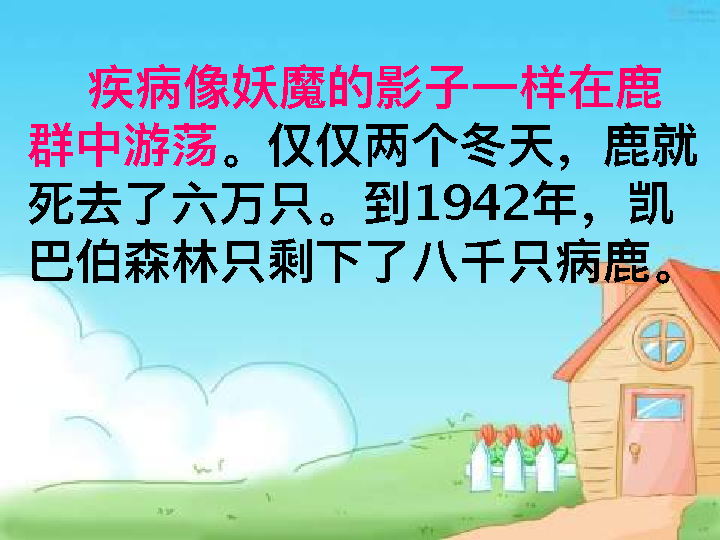 疾病像妖魔的影子一样在鹿
群中游荡。仅仅两个冬天，鹿就
死去了六万只。到1942年，凯
巴伯森林只剩下了八千只病鹿。